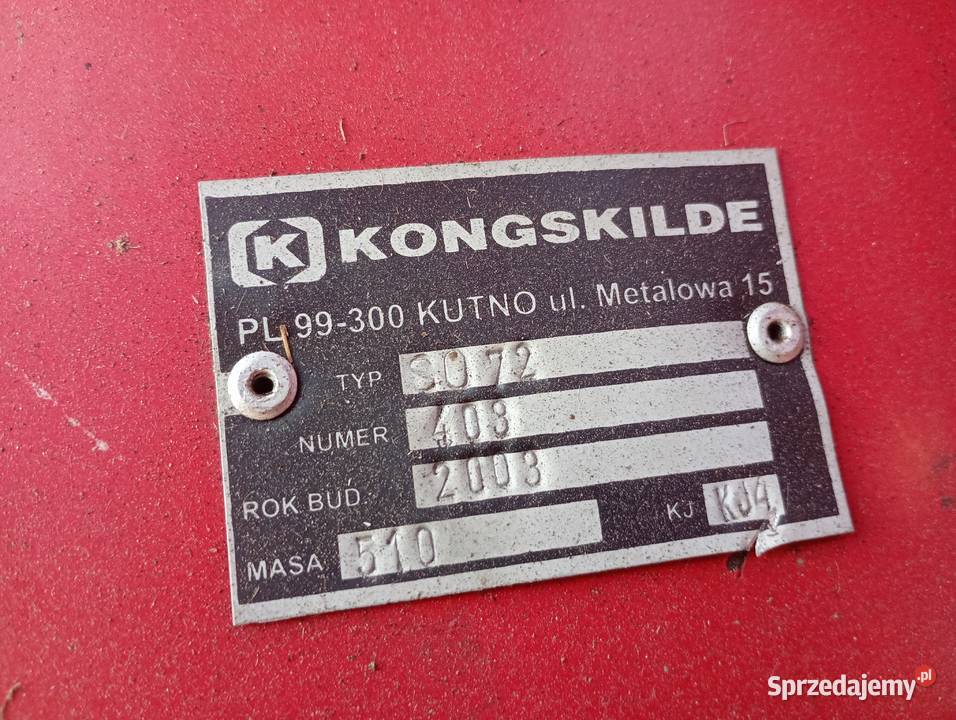 K KONGSKILDE
PL 99-300 KUTNO ul. Metalowa 15
TYP SO72
NUMER 408
ROK BUD. 2008
MASA 510 KJ KJ4
Sprzedajemy.pl